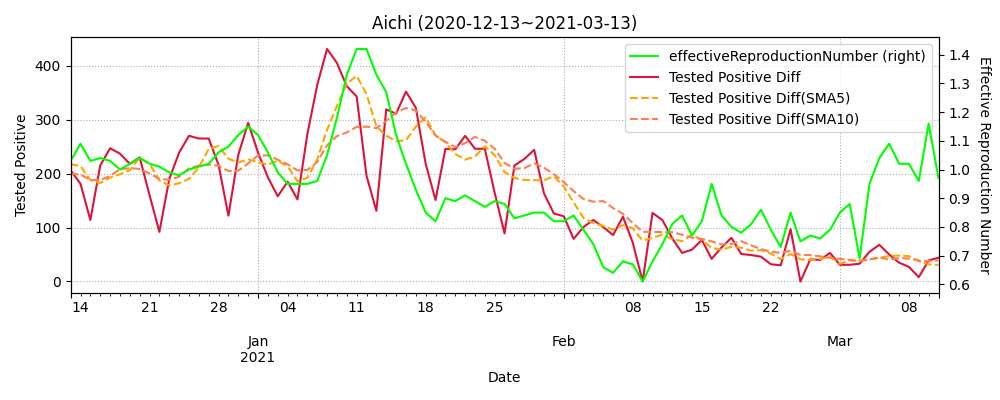 Aichi (2020-12-13~2021-03-13)
effectiveReproductionNumber (right)
Tested Positive Diff
Tested Positive Diff(SMA5)
Tested Positive Diff(SMA10)
Tested Positive
400
300
200
100
0
Effective Reproduction Number
1.4
1.3
1.2
1.1
1.0
0.9
0.8
0.7
0.6
14 21 28 04 11 18 25 08 15 22 08
Jan Feb Mar
2021
Date